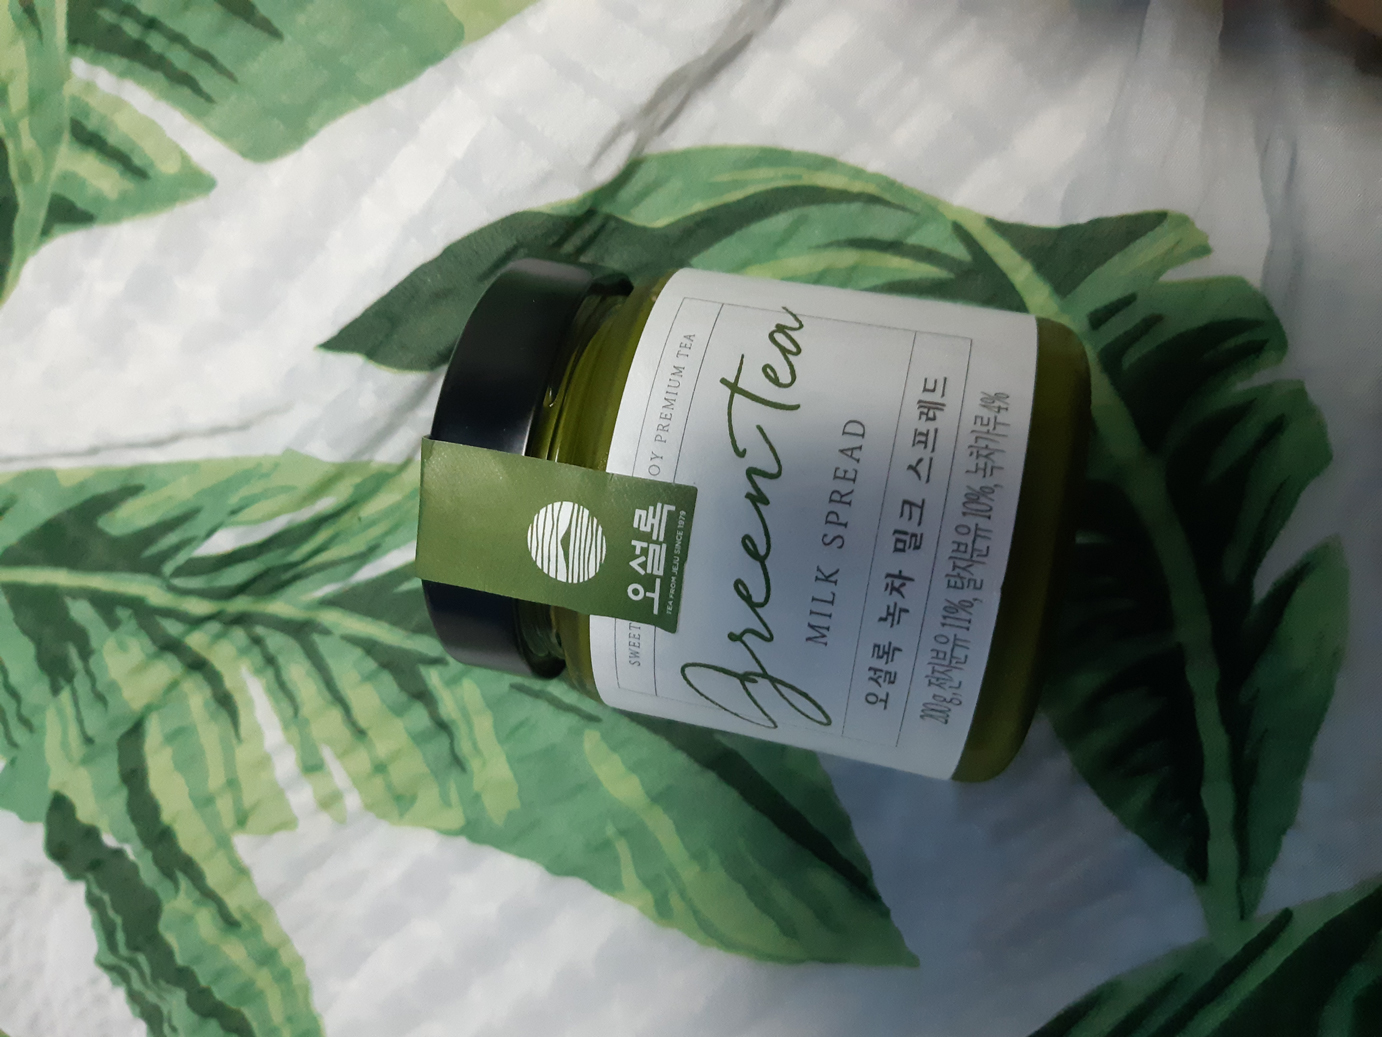 오설록
TEA FROM JEJU SINCE 1979
SWEET
OY PREMIUM TEA
Green Tea
MILK SPREAD
오설록 녹차 밀크 스프레드
200g, 전지분유 11%, 탈지분유 10%, 녹차가루 4%